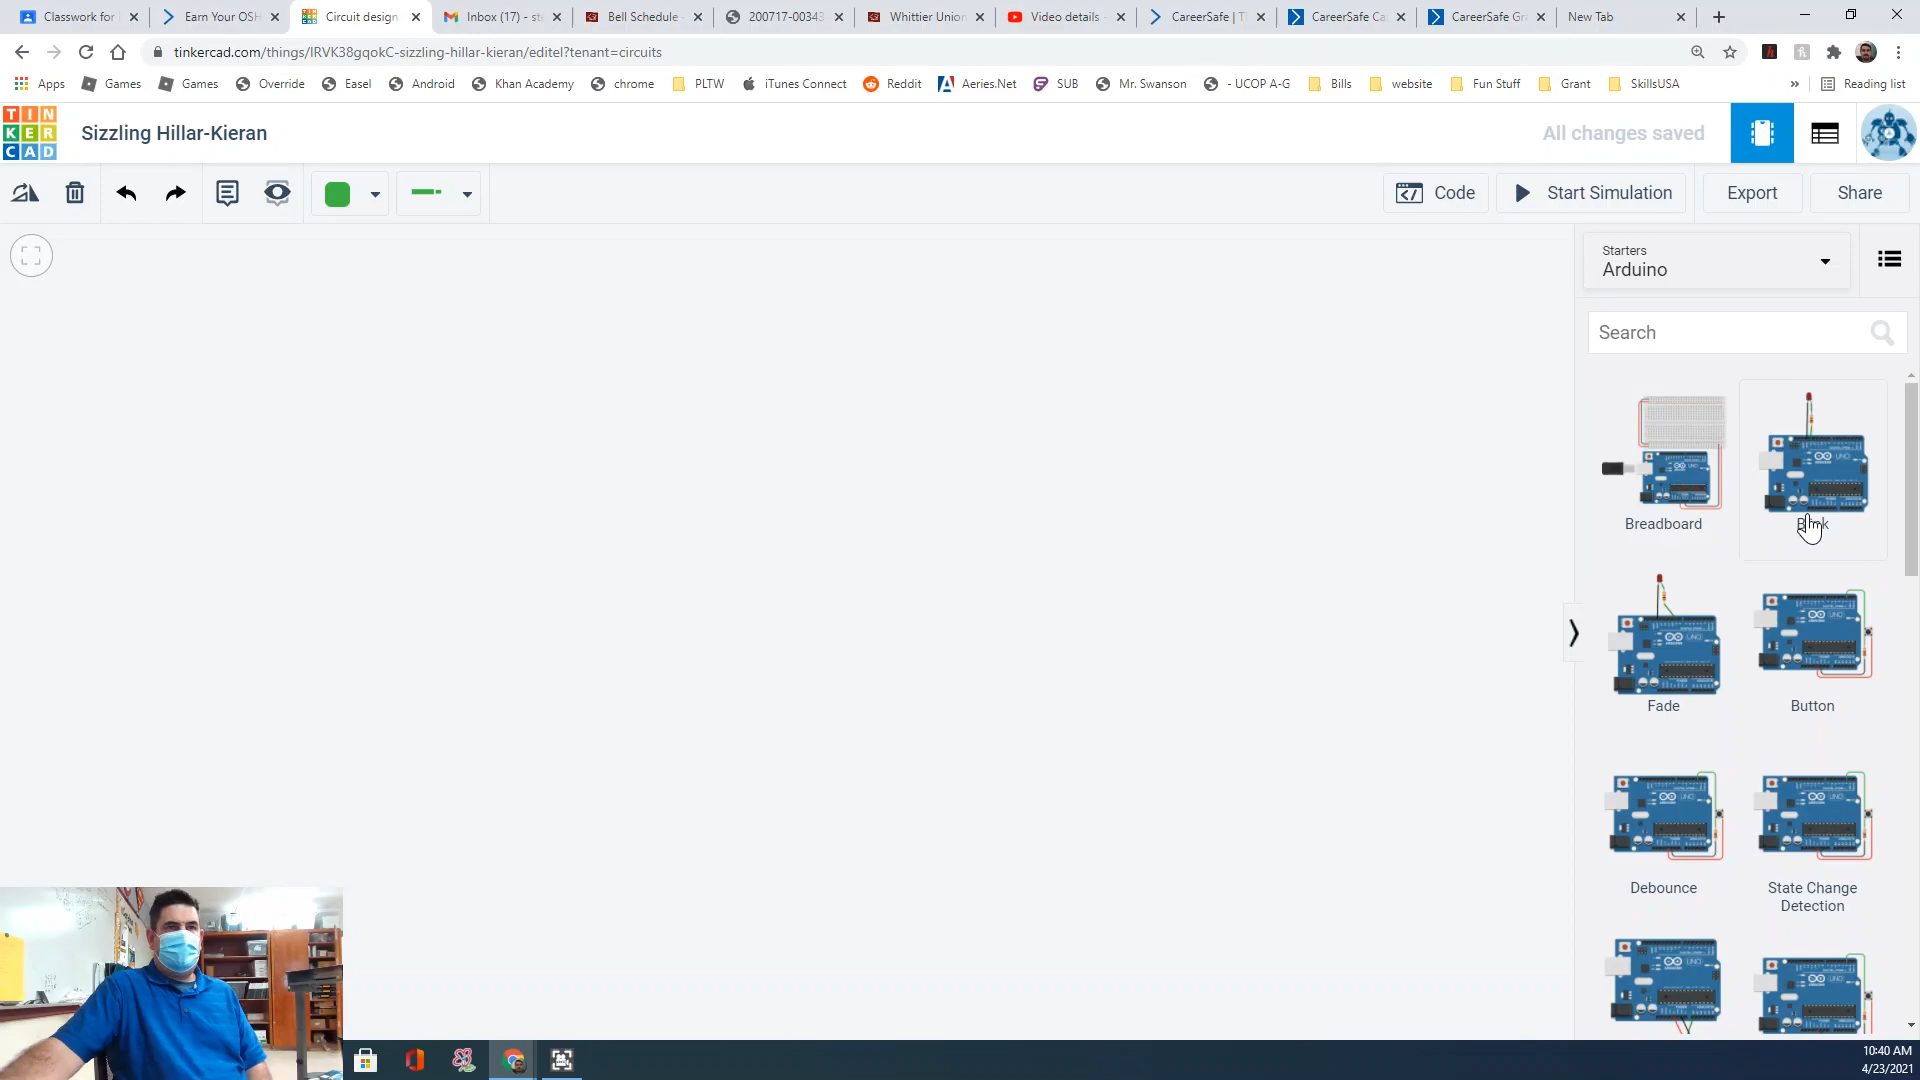 Classwork for
Earn Your OSH
Circuit design
Inbox (17) - st
Bell Schedule
200717-00343
Whittier Union
Video details -
CareerSafe | T
CareerSafe Ca
CareerSafe Gr
New Tab
tinkercad.com/things/lRVK38gqokC-sizzling-hillar-kieran/editel?tenant=circuits
Apps
Games
Games
Override
Easel
Android
Khan Academy
chrome
PLTW
iTunes Connect
Reddit
Aeries.Net
SUB
Mr. Swanson
- UCOP A-G
Bills
website
Fun Stuff
Grant
SkillsUSA
»
Reading list
TIN
KER
CAD
Sizzling Hillar-Kieran
All changes saved
Code
Start Simulation
Export
Share
Starters
Arduino
Search
Breadboard
Fade
Button
Debounce
State Change
Detection
10:40 AM
4/23/2021